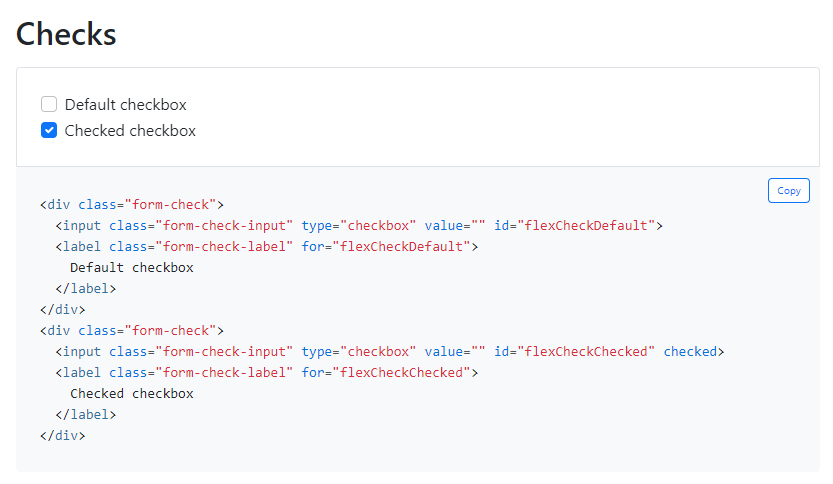 Checks
Default checkbox
Checked checkbox
Copy
<div class="form-check">
  <input class="form-check-input" type="checkbox" value="" id="flexCheckDefault">
  <label class="form-check-label" for="flexCheckDefault">
    Default checkbox
  </label>
</div>
<div class="form-check">
  <input class="form-check-input" type="checkbox" value="" id="flexCheckChecked" checked>
  <label class="form-check-label" for="flexCheckChecked">
    Checked checkbox
  </label>
</div>